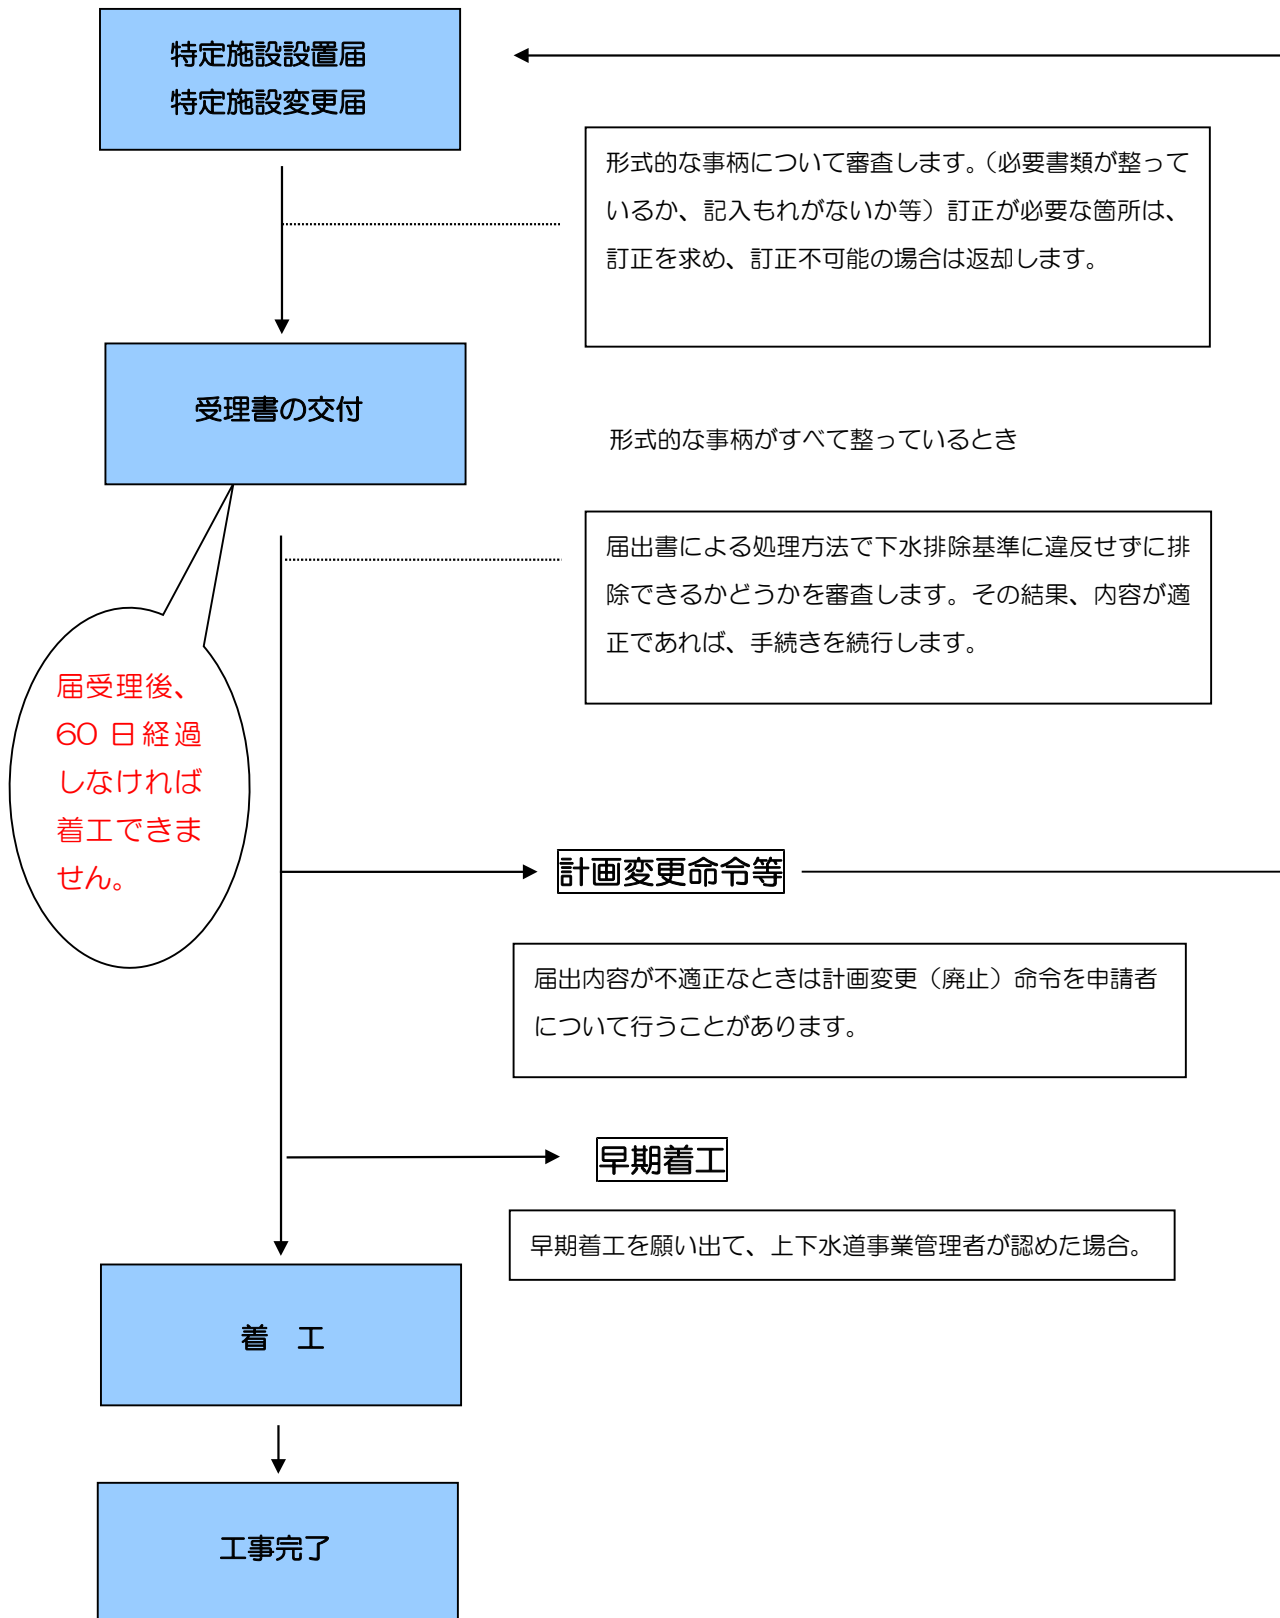 特定施設設置届
特定施設変更届
形式的な事柄について審査します。（必要書類が整って
いるか、記入もれがないか等）訂正が必要な箇所は、
訂正を求め、訂正不可能の場合は返却します。
受理書の交付
形式的な事柄がすべて整っているとき
届出書による処理方法で下水排除基準に違反せずに排
除できるかどうかを審査します。その結果、内容が適
正であれば、手続きを続行します。
届受理後、
60 日経過
しなければ
着工できま
せん。
計画変更命令等
届出内容が不適正なときは計画変更（廃止）命令を申請者
について行うことがあります。
早期着工
早期着工を願い出て、上下水道事業管理者が認めた場合。
着　工
工事完了